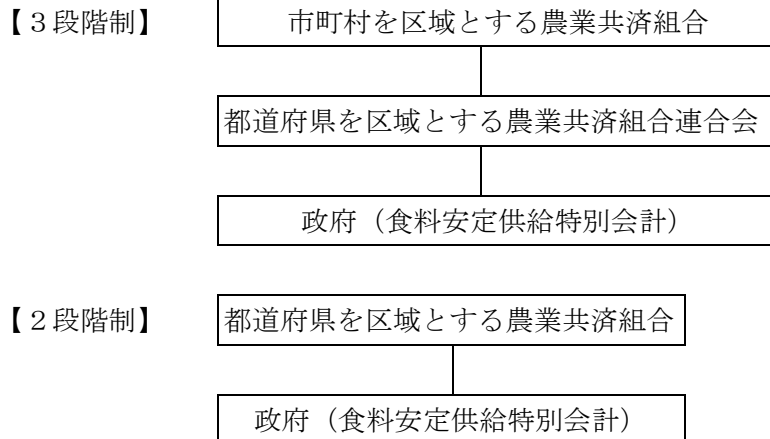 【３段階制】 市町村を区域とする農業共済組合
都道府県を区域とする農業共済組合連合会
政府（食料安定供給特別会計）
【２段階制】 都道府県を区域とする農業共済組合
政府（食料安定供給特別会計）